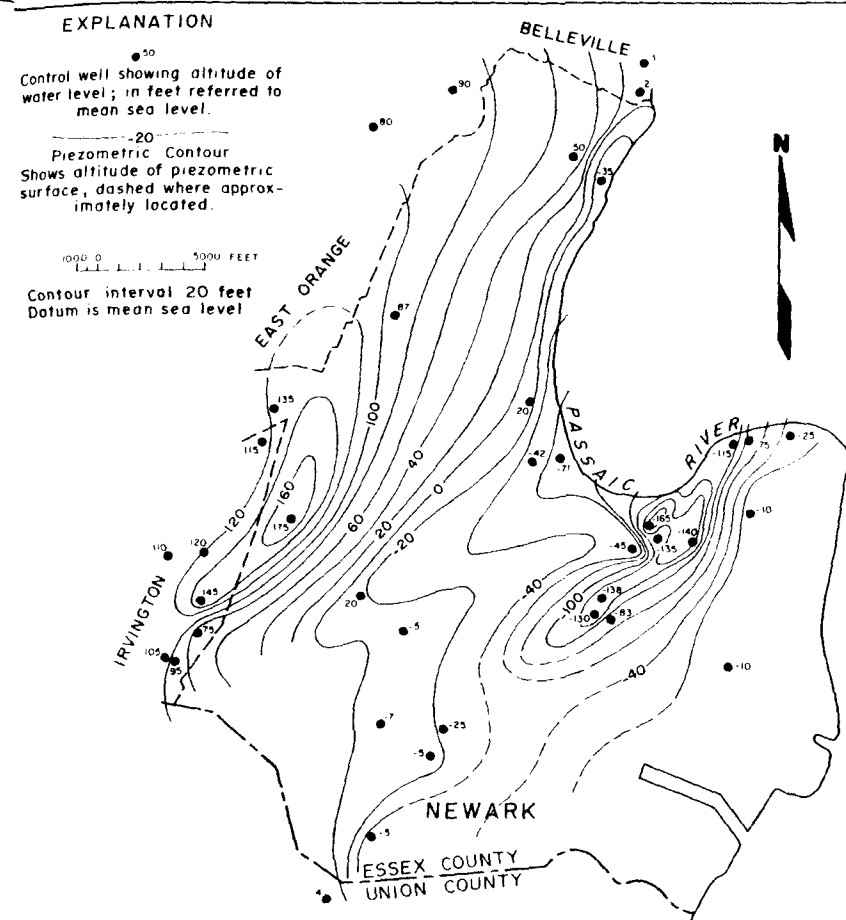 EXPLANATION
50
Control well showing altitude of
water level; in feet referred to
mean sea level.
-20
Piezometric Contour
Shows altitude of piezometric
surface, dashed where approx-
imately located.
1000 0 5000 FEET
Contour interval 20 feet
Datum is mean sea level
BELLEVILLE
1
2
90
80
50
-35
N
EAST ORANGE
87
135
115
100
20
PASSAIC RIVER
-42
-71
-115
75
-25
40
160
175
120
60
20
0
-20
-10
-165
-135
-140
-45
110
120
145
75
105
95
IRVINGTON
20
-5
-40
-100
-138
-130
-83
-40
-10
-7
-25
-5
NEWARK
-5
ESSEX COUNTY
UNION COUNTY
4